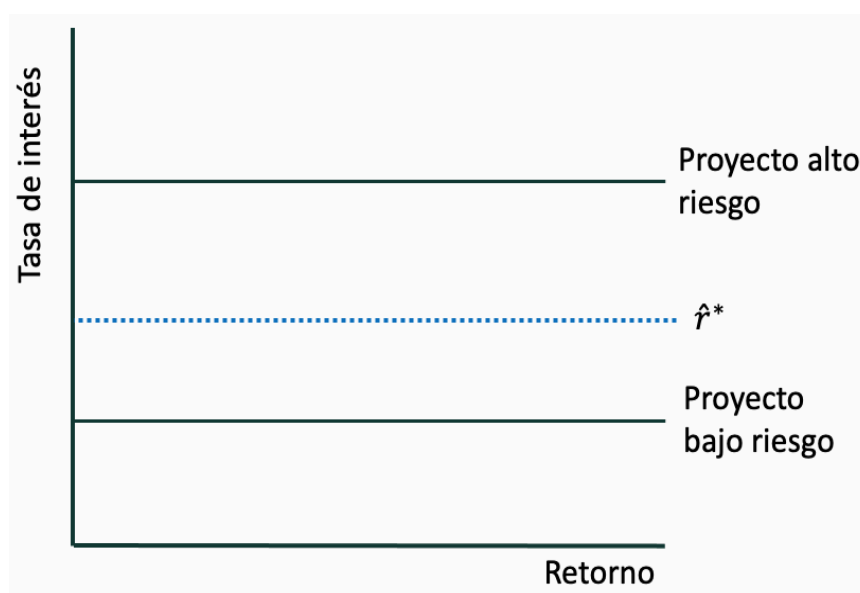 Tasa de interés
Proyecto alto
riesgo
r̂*
Proyecto
bajo riesgo
Retorno